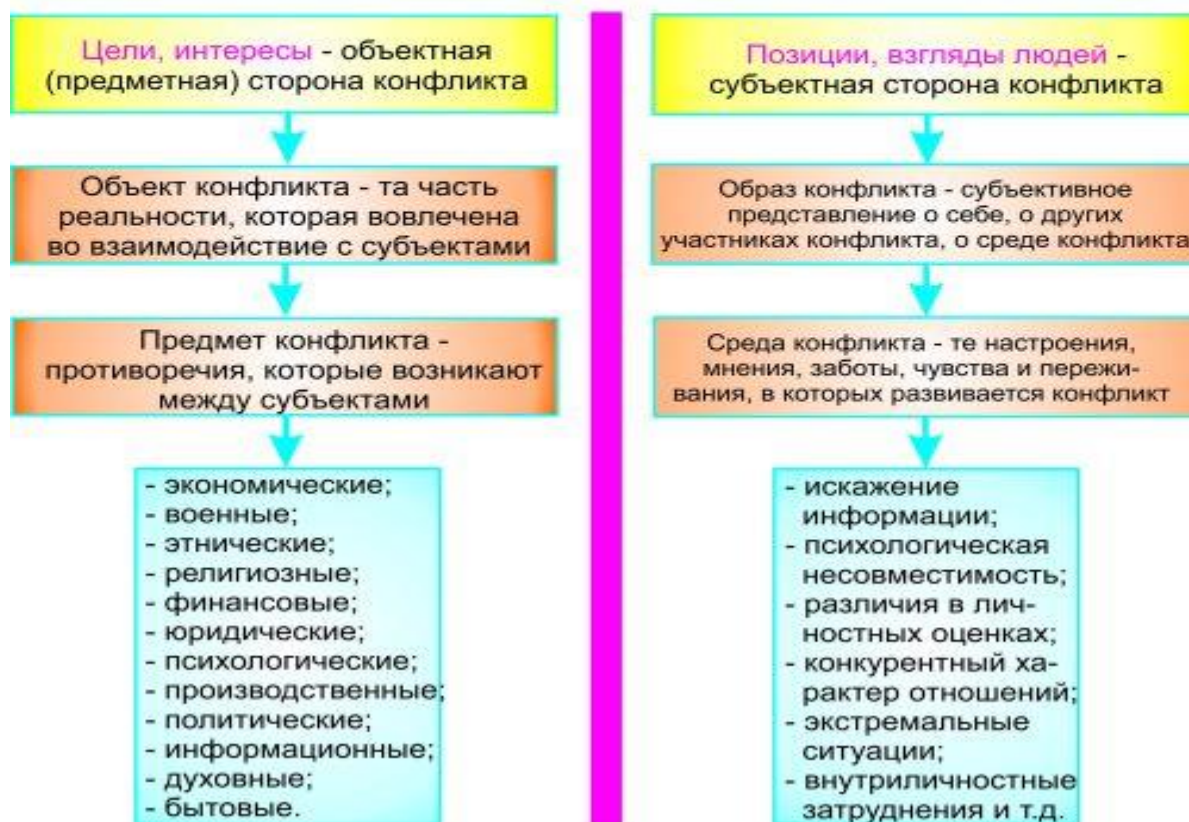 Цели, интересы - объектная
(предметная) сторона конфликта
Объект конфликта - та часть
реальности, которая вовлечена
во взаимодействие с субъектами
Предмет конфликта -
противоречия, которые возникают
между субъектами
- экономические;
- военные;
- этнические;
- религиозные;
- финансовые;
- юридические;
- психологические;
- производственные;
- политические;
- информационные;
- духовные;
- бытовые.
Позиции, взгляды людей -
субъектная сторона конфликта
Образ конфликта - субъективное
представление о себе, о других
участниках конфликта, о среде конфликта
Среда конфликта - те настроения,
мнения, заботы, чувства и пережи-
вания, в которых развивается конфликт
- искажение
информации;
- психологическая
несовместимость;
- различия в лич-
ностных оценках;
- конкурентный ха-
рактер отношений;
- экстремальные
ситуации;
- внутриличностные
затруднения и т.д.